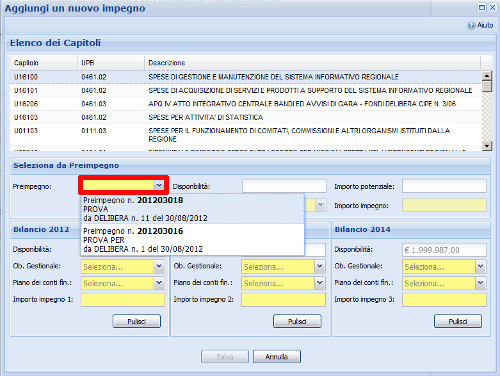 Aggiungi un nuovo impegno
Aiuto
Elenco dei Capitoli
Capitolo UPB Descrizione
U16100 0461.02 SPESE DI GESTIONE E MANUTENZIONE DEL SISTEMA INFORMATIVO REGIONALE
U16101 0461.02 SPESE DI ACQUISIZIONE DI SERVIZI E PRODOTTI A SUPPORTO DEL SISTEMA INFORMATIVO REGIONALE
U16206 0461.03 APQ IV ATTO INTEGRATIVO CENTRALE BANDI ED AVVISI DI GARA - FONDI DELIBERA CIPE N. 3/06
U16103 0461.03 SPESE PER ATTIVITA' DI STATISTICA
U01103 0111.03 SPESE PER IL FUNZIONAMENTO DI COMITATI, COMMISSIONI E ALTRI ORGANISMI ISTITUITI DALLA
REGIONE
Seleziona da Preimpegno
Preimpegno: Disponibilità: Importo potenziale:
Importo impegno:
Preimpegno n. 201203018
PROVA
da DELIBERA n. 11 del 30/08/2012
Preimpegno n. 201203016
PROVA PER
da DELIBERA n. 1 del 30/08/2012
Bilancio 2012 Bilancio 2014
Disponibilità: € 1.999.987,00
Disponibilità:
Ob. Gestionale: Seleziona... Ob. Gestionale: Seleziona... Ob. Gestionale: Seleziona...
Piano dei conti fin.: Seleziona... Piano dei conti fin.: Seleziona... Piano dei conti fin.: Seleziona...
Importo impegno 1: Importo impegno 2: Importo impegno 3:
Pulisci Pulisci Pulisci
Salva Annulla